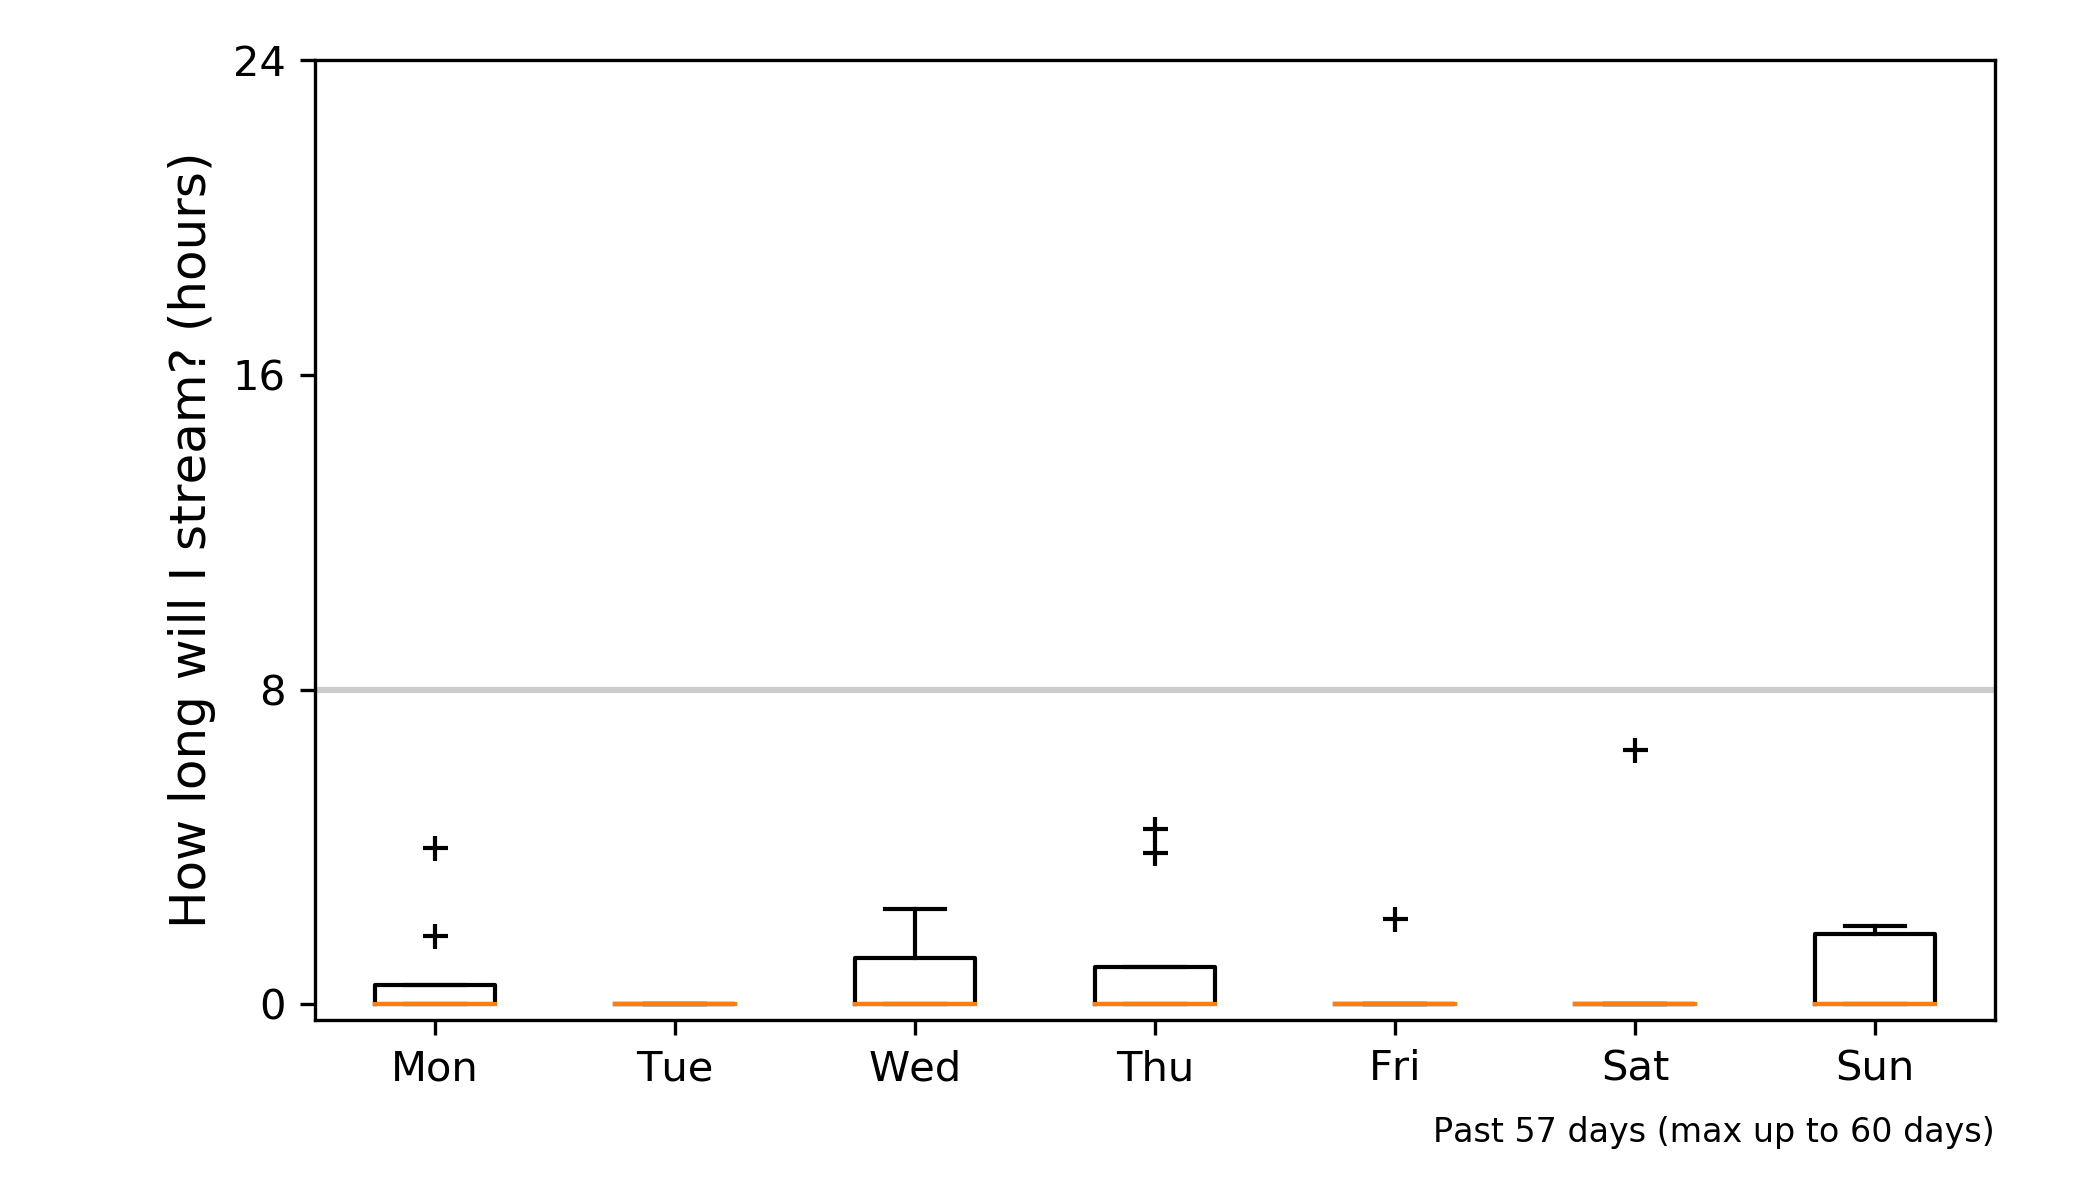 How long will I stream? (hours)
24
16
8
0
Mon Tue Wed Thu Fri Sat Sun
Past 57 days (max up to 60 days)